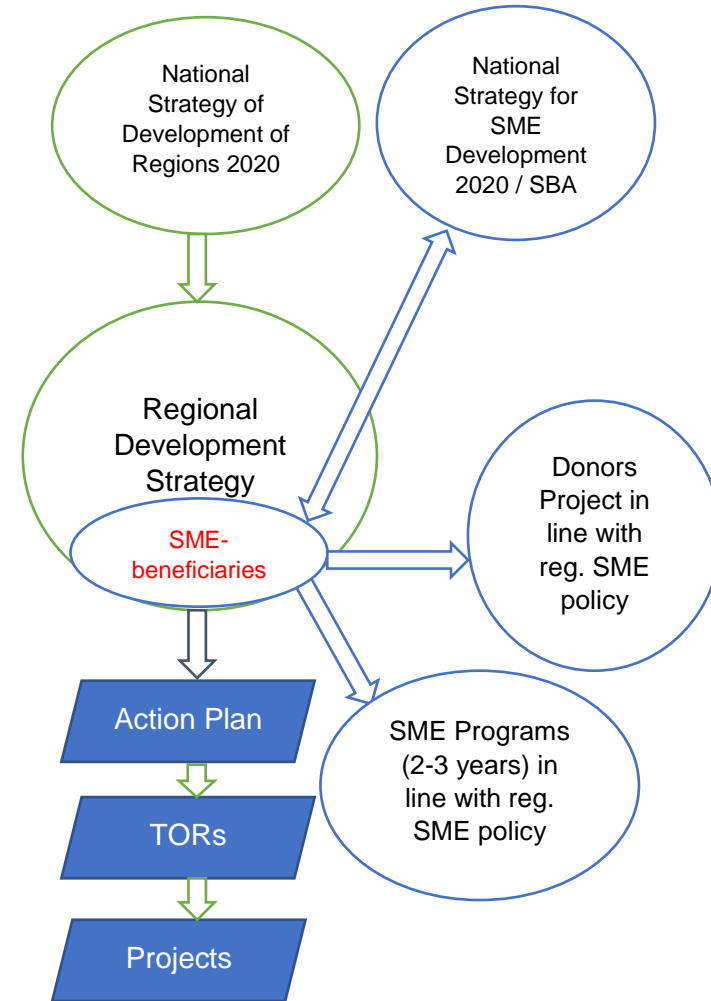 National
Strategy of
Development of
Regions 2020
National
Strategy for
SME
Development
2020 / SBA
Regional
Development
Strategy
SME-
beneficiaries
Donors
Project in
line with
reg. SME
policy
Action Plan
SME Programs
(2-3 years) in
line with reg.
SME policy
TORs
Projects